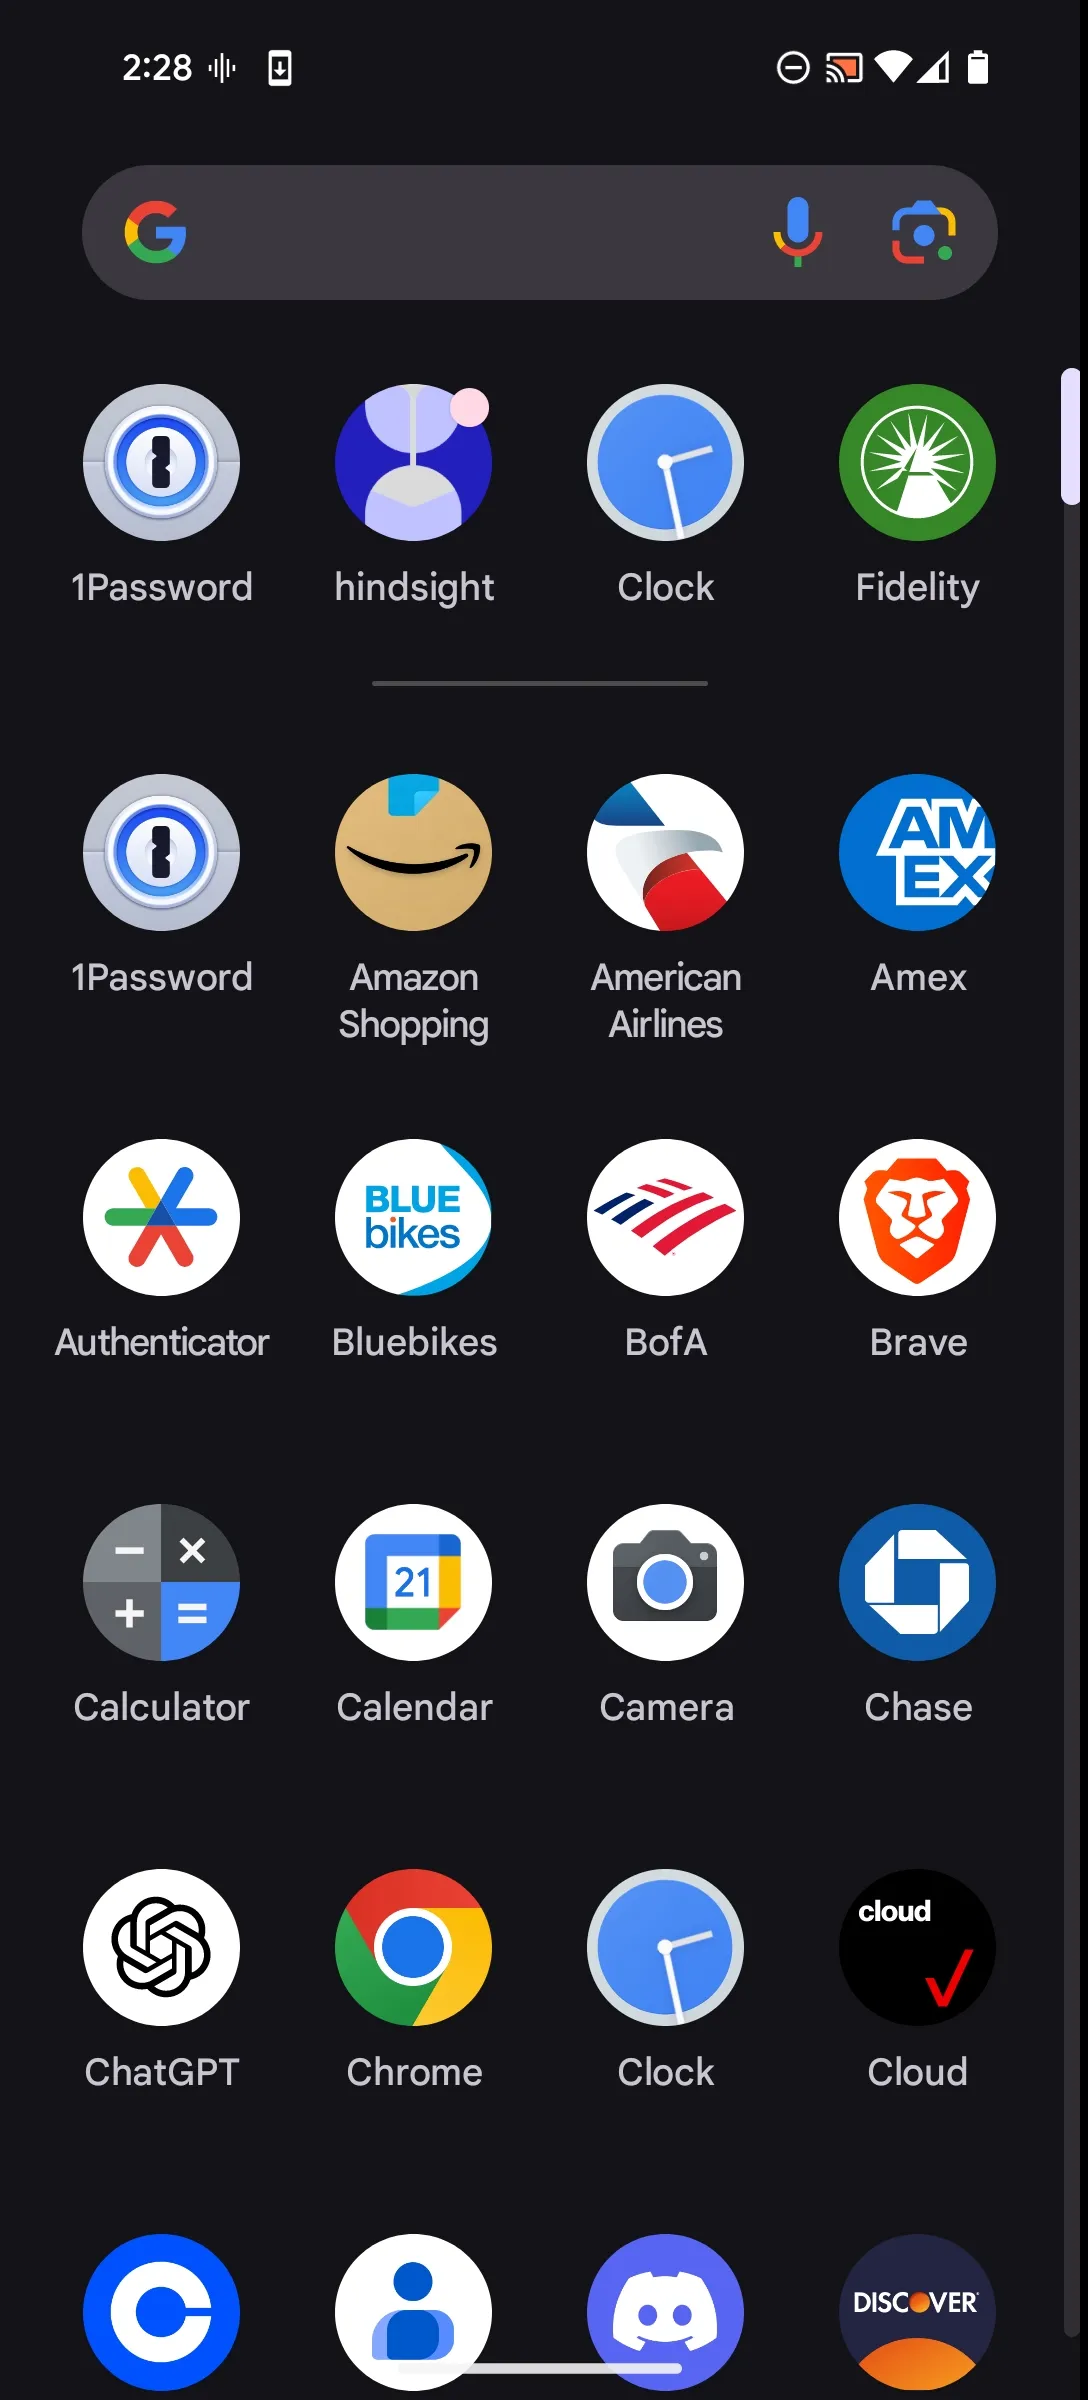 2:28
1Password
hindsight
Clock
Fidelity
AM
EX
1Password
Amazon
Shopping
American
Airlines
Amex
BLUE
bikes
Authenticator
Bluebikes
BofA
Brave
21
Calculator
Calendar
Camera
Chase
cloud
ChatGPT
Chrome
Clock
Cloud
DISCOVER